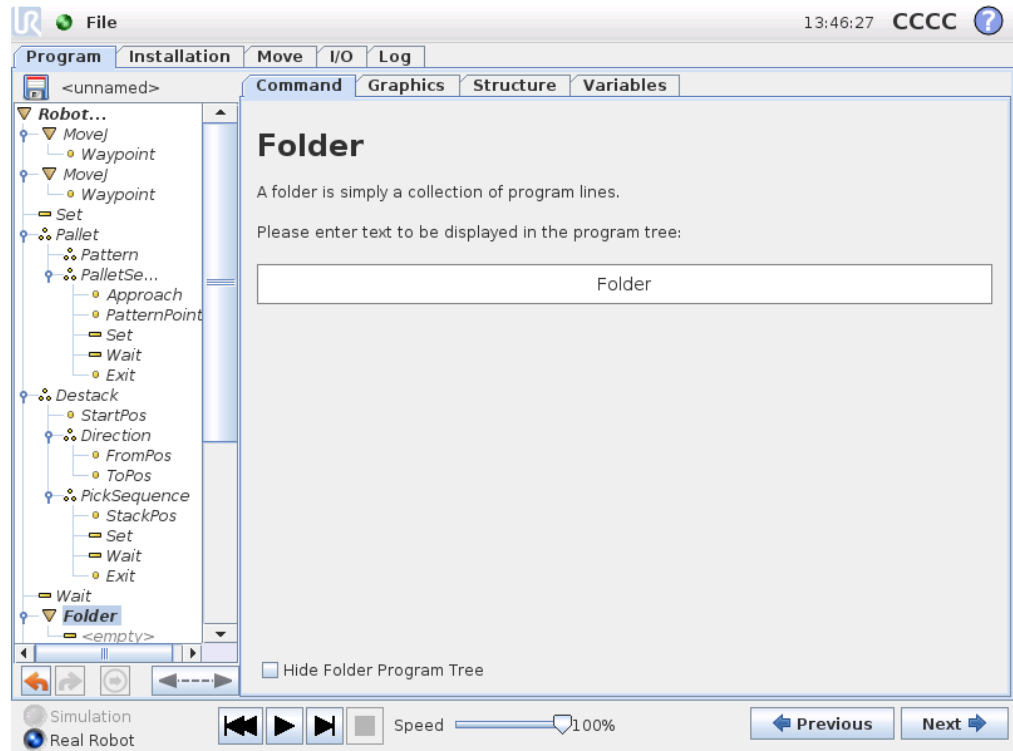 UR File 13:46:27 CCCC ?
Program Installation Move I/O Log
<unnamed>
Command Graphics Structure Variables
Robot...
MoveJ
Waypoint
MoveJ
Waypoint
Set
Pallet
Pattern
PalletSe...
Approach
PatternPoint
Set
Wait
Exit
Destack
StartPos
Direction
FromPos
ToPos
PickSequence
StackPos
Set
Wait
Exit
Wait
Folder
<empty>
Folder
A folder is simply a collection of program lines.
Please enter text to be displayed in the program tree:
Folder
Hide Folder Program Tree
Simulation
Real Robot
Speed 100%
Previous Next